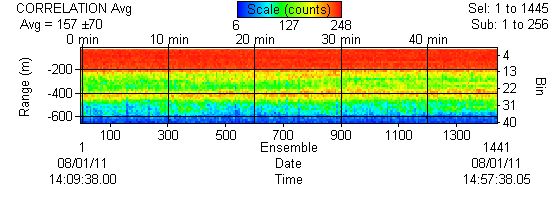 CORRELATION Avg Scale (counts) Sel: 1 to 1445
Avg = 157 ±70 6 127 248 Sub: 1 to 256
0 min 10 min 20 min 30 min 40 min
Range (m)
-200
-400
-600
4
13
22
31
40
Bin
100 300 500 700 900 1100 1300
1 Ensemble 1441
08/01/11 Date 08/01/11
14:09:38.00 Time 14:57:38.05